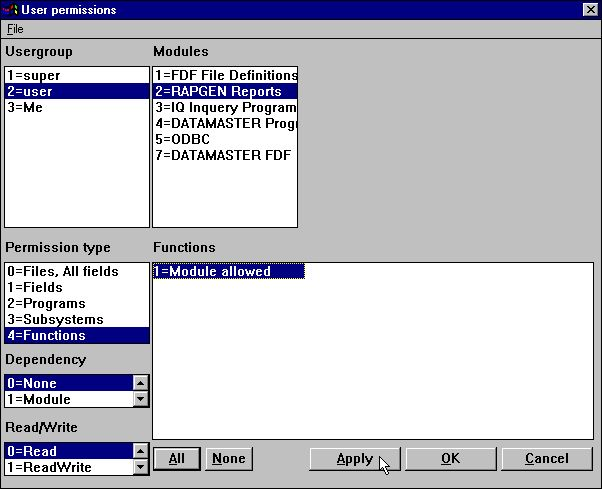 User permissions
File
Usergroup
1=super
2=user
3=Me
Modules
1=FDF File Definitions
2=RAPGEN Reports
3=IQ Inquery Program
4=DATAMASTER Prog
5=ODBC
7=DATAMASTER FDF
Permission type
0=Files, All fields
1=Fields
2=Programs
3=Subsystems
4=Functions
Functions
1=Module allowed
Dependency
0=None
1=Module
Read/Write
0=Read
1=ReadWrite
All None Apply OK Cancel